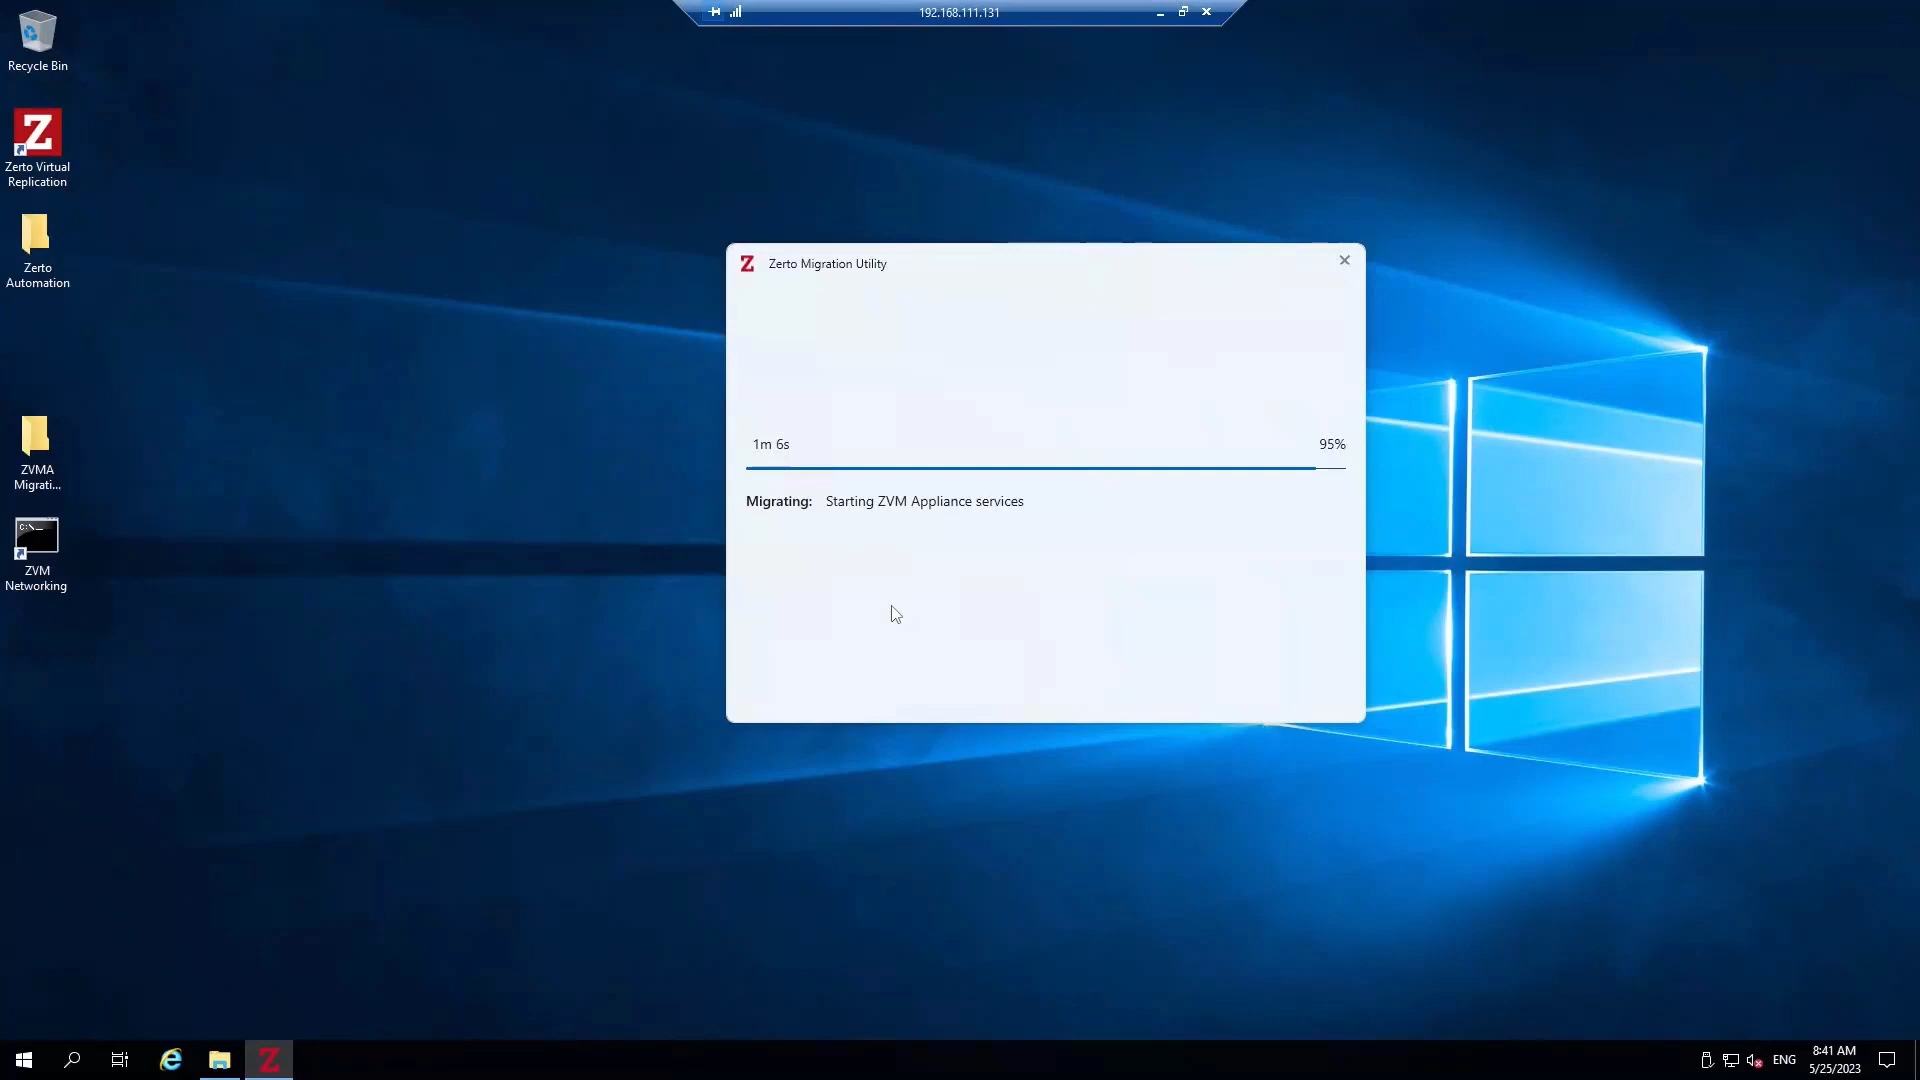 192.168.111.131
Recycle Bin
Zerto Virtual
Replication
Zerto
Automation
ZVMA
Migrati...
C:\_
ZVM
Networking
Z Zerto Migration Utility
1m 6s 95%
Migrating: Starting ZVM Appliance services
ENG
8:41 AM
5/25/2023